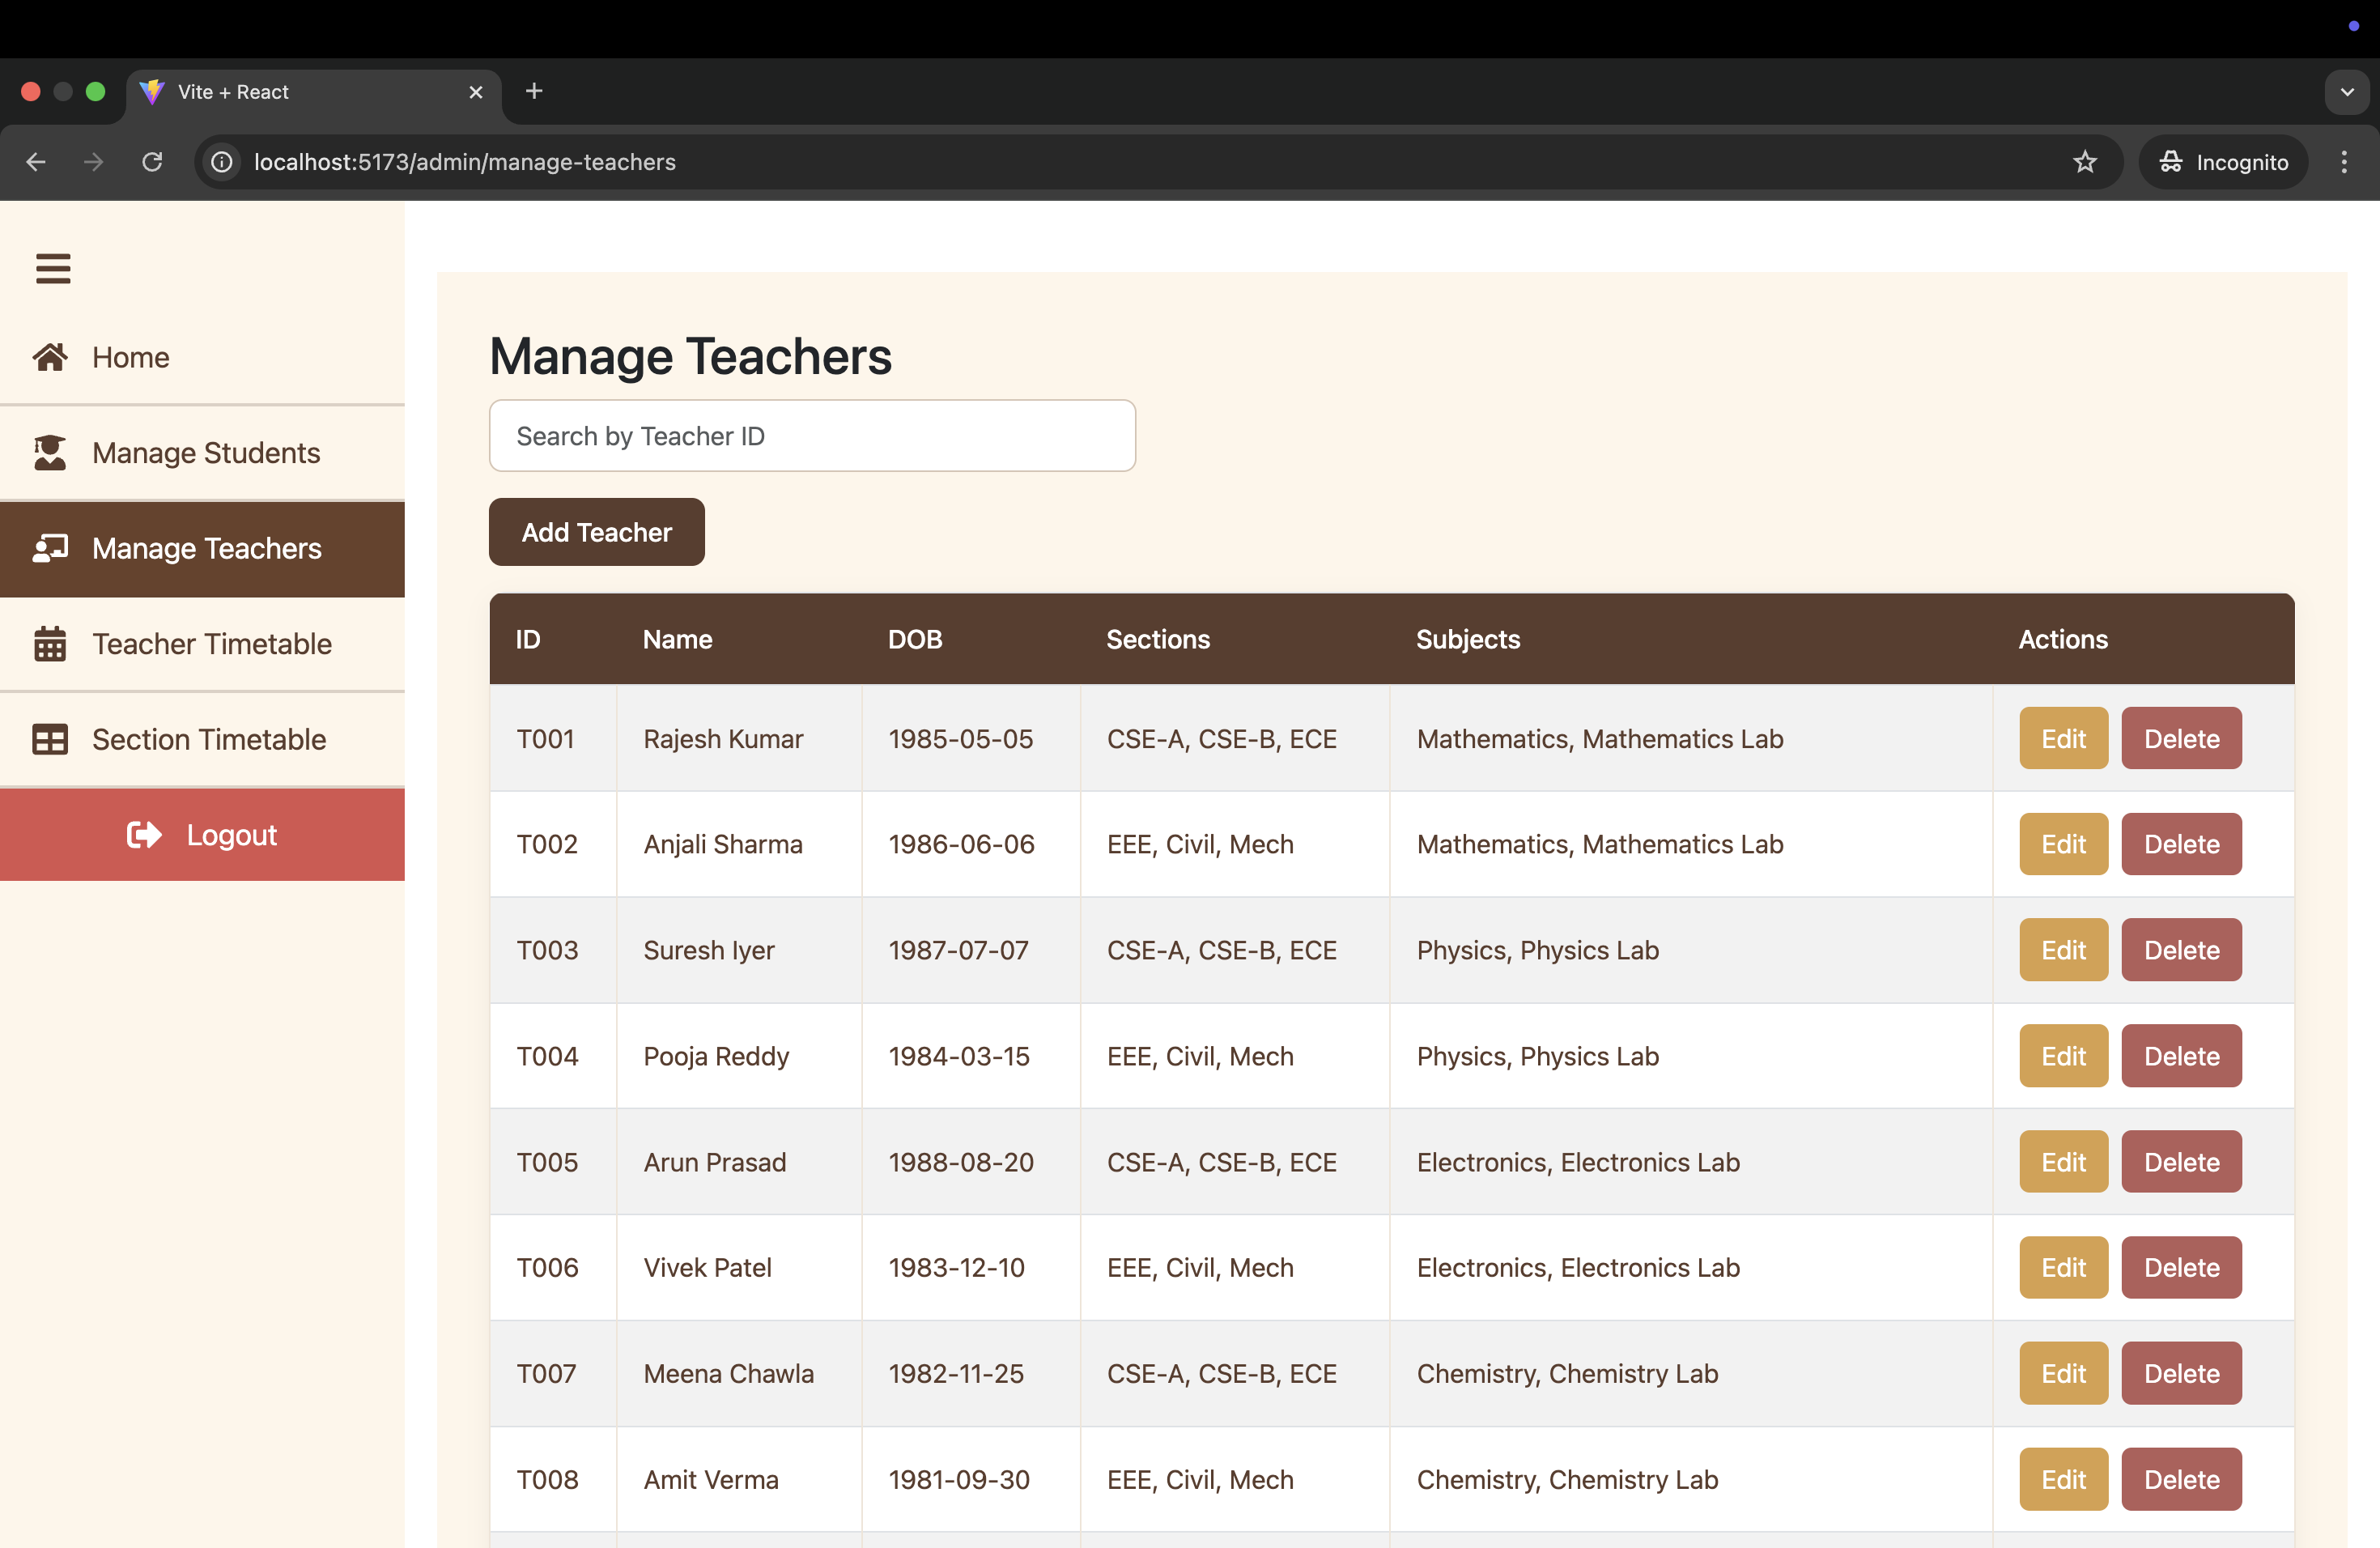 Vite + React
localhost:5173/admin/manage-teachers
Incognito
Home
Manage Students
Manage Teachers
Teacher Timetable
Section Timetable
Logout
Manage Teachers
Search by Teacher ID
Add Teacher
ID Name DOB Sections Subjects Actions
T001 Rajesh Kumar 1985-05-05 CSE-A, CSE-B, ECE Mathematics, Mathematics Lab Edit Delete
T002 Anjali Sharma 1986-06-06 EEE, Civil, Mech Mathematics, Mathematics Lab Edit Delete
T003 Suresh Iyer 1987-07-07 CSE-A, CSE-B, ECE Physics, Physics Lab Edit Delete
T004 Pooja Reddy 1984-03-15 EEE, Civil, Mech Physics, Physics Lab Edit Delete
T005 Arun Prasad 1988-08-20 CSE-A, CSE-B, ECE Electronics, Electronics Lab Edit Delete
T006 Vivek Patel 1983-12-10 EEE, Civil, Mech Electronics, Electronics Lab Edit Delete
T007 Meena Chawla 1982-11-25 CSE-A, CSE-B, ECE Chemistry, Chemistry Lab Edit Delete
T008 Amit Verma 1981-09-30 EEE, Civil, Mech Chemistry, Chemistry Lab Edit Delete